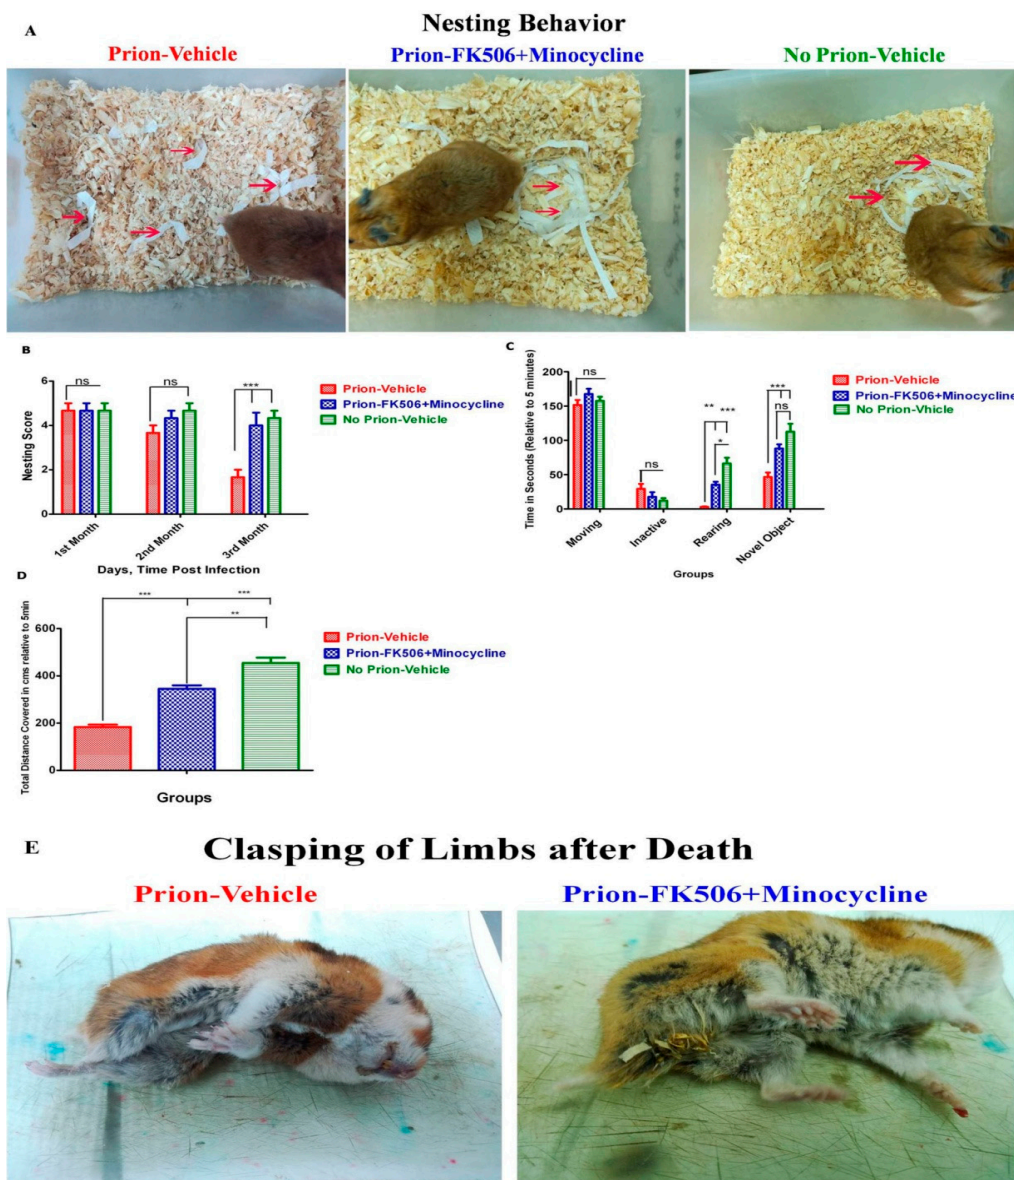 Nesting Behavior
A
Prion-Vehicle
Prion-FK506+Minocycline
No Prion-Vehicle
B
ns
ns
***
Prion-Vehicle
Prion-FK506+Minocycline
No Prion-Vehicle
Nesting Score
6
4
2
0
1st Month
2nd Month
3rd Month
Days, Time Post Infection
C
ns
ns
** ***
*
***
ns
Prion-Vehicle
Prion-FK506+Minocycline
No Prion-Vhicle
Time in Seconds (Relative to 5 minutes)
200
150
100
50
0
Moving
Inactive
Rearing
Novel Object
Groups
D
***
***
**
Prion-Vehicle
Prion-FK506+Minocycline
No Prion-Vehicle
Total Distance Covered in cms relative to 5min
600
400
200
0
Groups
E
Clasping of Limbs after Death
Prion-Vehicle
Prion-FK506+Minocycline